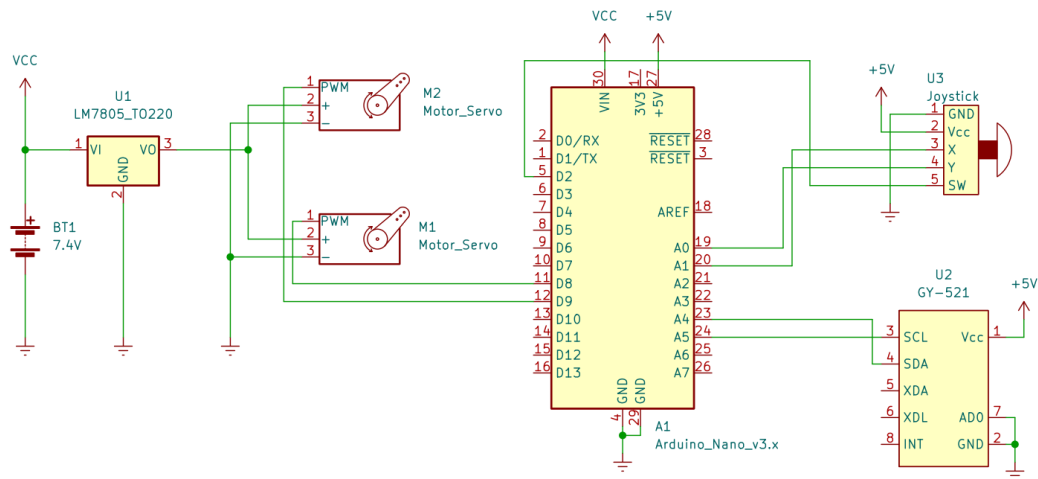 VCC
U1
LM7805_TO220
1 VI VO 3
GND
2
BT1
7.4V
+
1 PWM
2 +
3 −
M2
Motor_Servo
1 PWM
2 +
3 −
M1
Motor_Servo
VCC
+5V
30 17 27
VIN 3V3 +5V
2 D0/RX
1 D1/TX
5 D2
6 D3
7 D4
8 D5
9 D6
10 D7
11 D8
12 D9
13 D10
14 D11
15 D12
16 D13
RESET 28
RESET 3
AREF 18
A0 19
A1 20
A2 21
A3 22
A4 23
A5 24
A6 25
A7 26
GND GND
4 29
A1
Arduino_Nano_v3.x
+5V
U3
Joystick
1 GND
2 Vcc
3 X
4 Y
5 SW
U2
GY-521
+5V
3 SCL Vcc 1
4 SDA
5 XDA
6 XDL AD0 7
8 INT GND 2